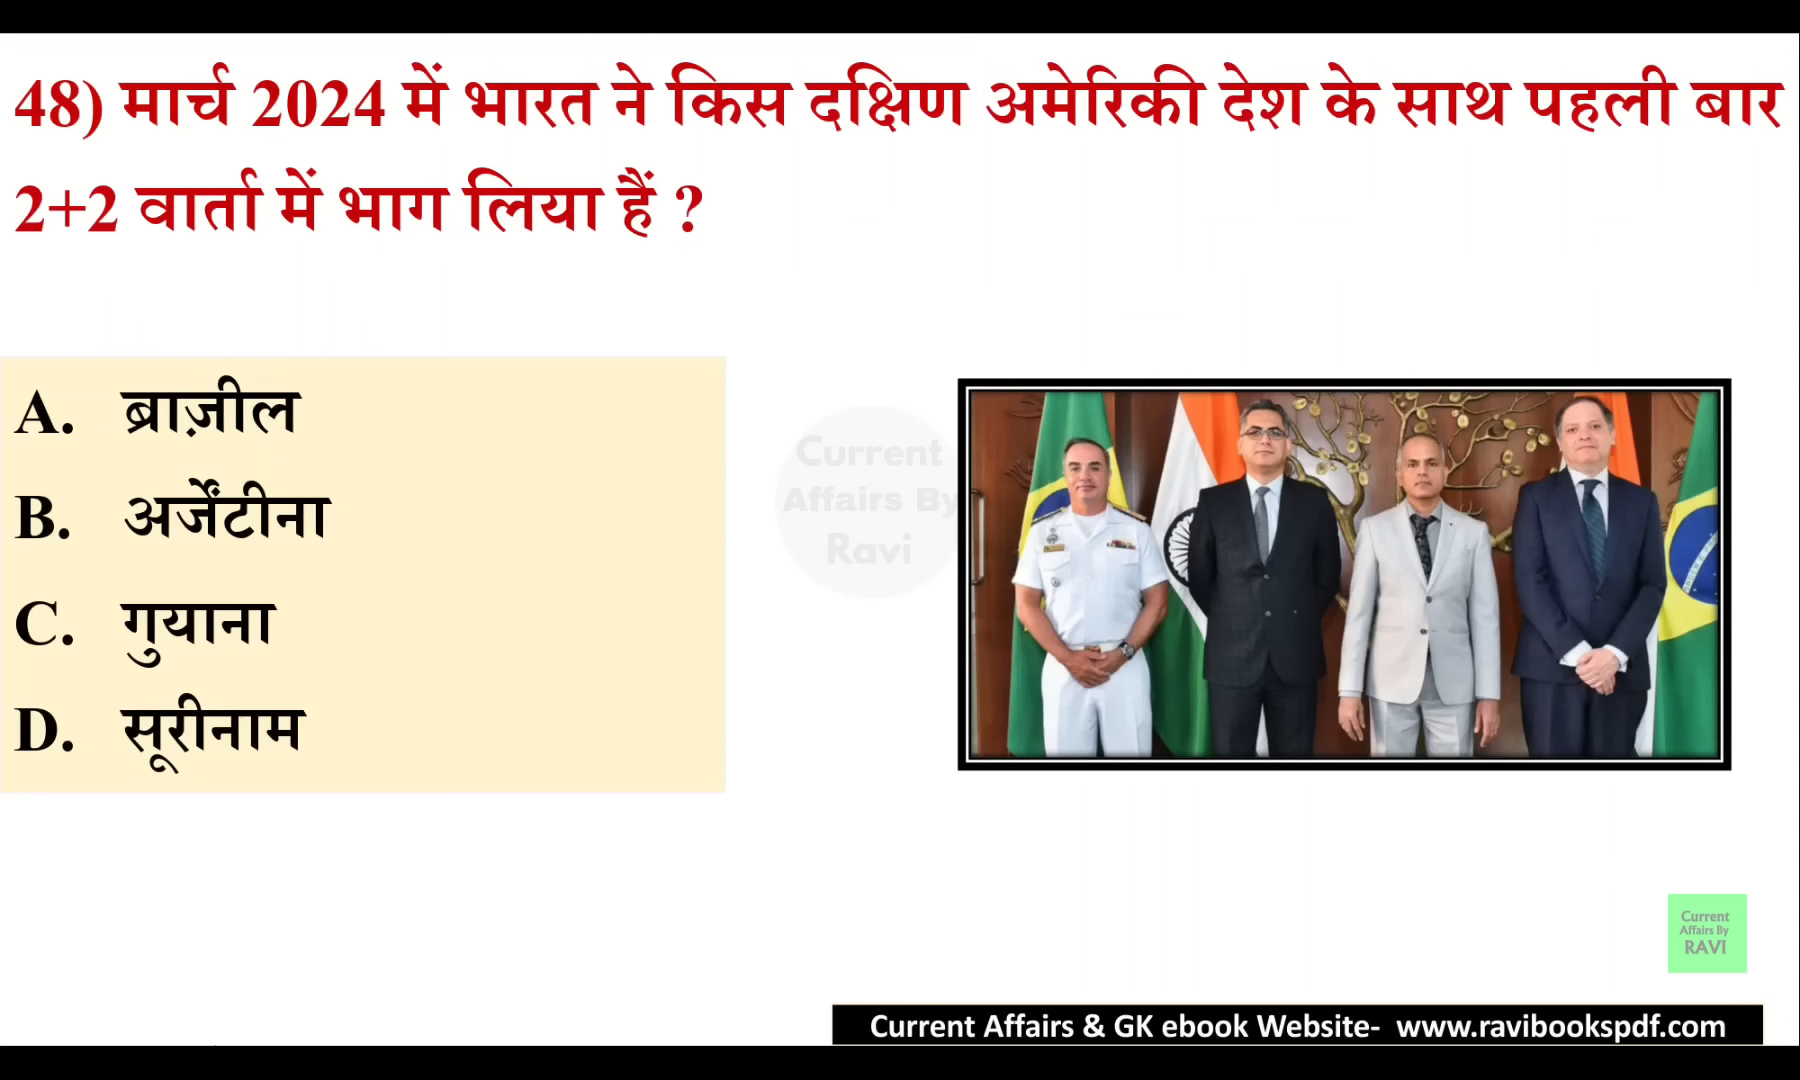 48) मार्च 2024 में भारत ने किस दक्षिण अमेरिकी देश के साथ पहली बार
2+2 वार्ता में भाग लिया हैं ?
A. ब्राज़ील
B. अर्जेंटीना
C. गुयाना
D. सूरीनाम
Current
Affairs By
Ravi
Current
Affairs By
RAVI
Current Affairs & GK ebook Website- www.ravibookspdf.com